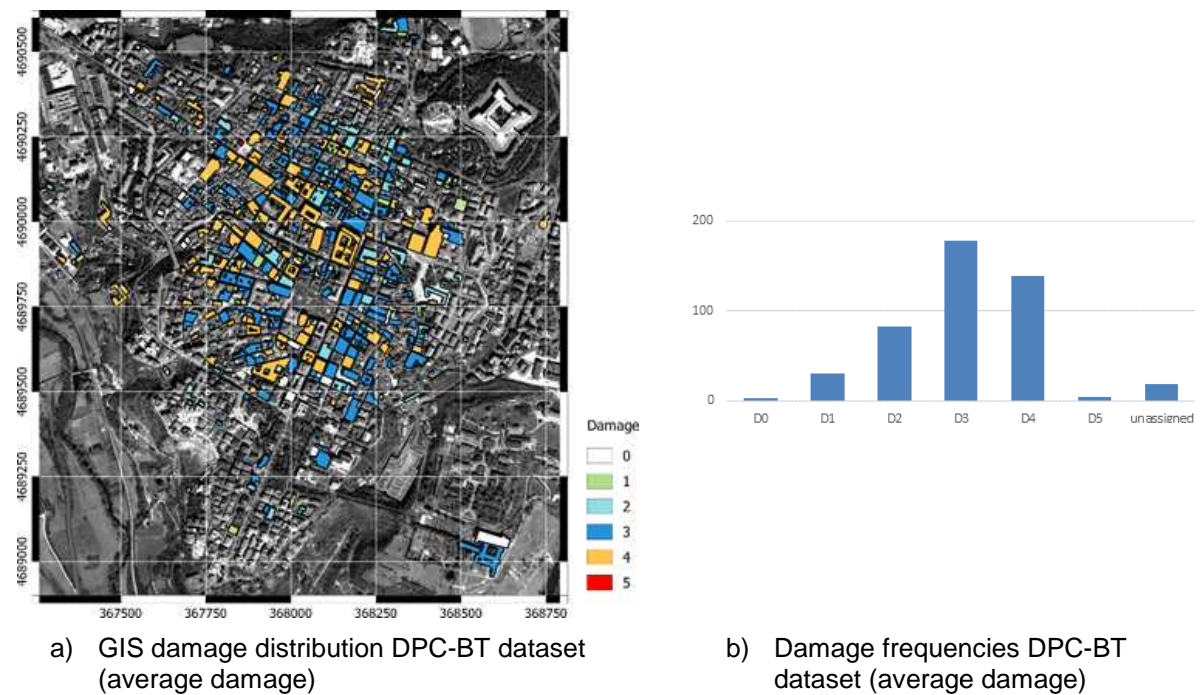 4690500
4690250
4690000
4689750
4689500
4689250
4689000
367500 367750 368000 368250 368500 368750
Damage
0
1
2
3
4
5
200
100
0
D0 D1 D2 D3 D4 D5 unassigned
a) GIS damage distribution DPC-BT dataset
(average damage)
b) Damage frequencies DPC-BT
dataset (average damage)